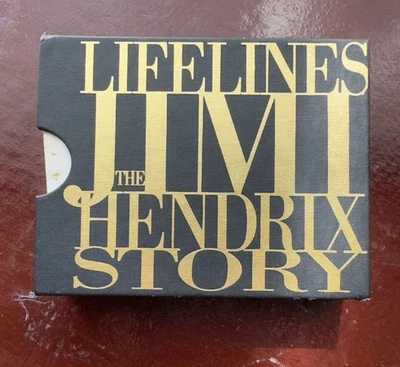 LIFELINES
THE JIMI
HENDRIX
STORY